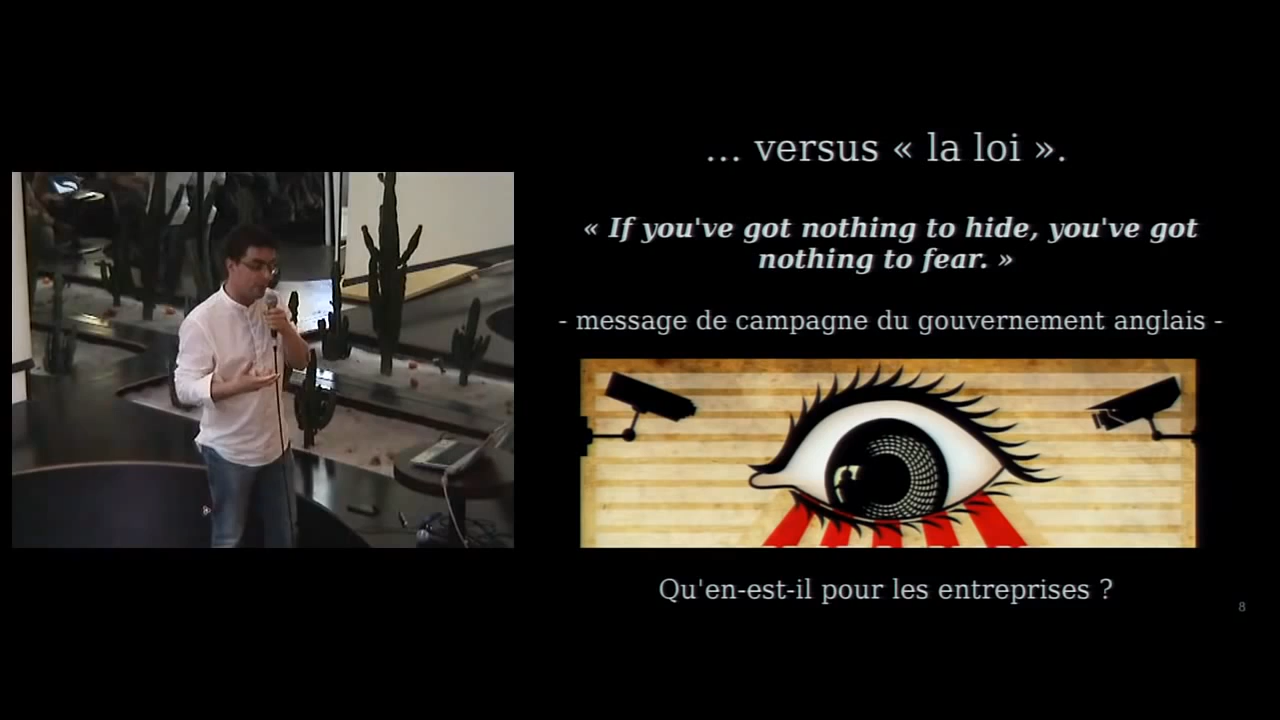 ... versus « la loi ».
« If you've got nothing to hide, you've got
nothing to fear. »
- message de campagne du gouvernement anglais -
Qu'en-est-il pour les entreprises ?
8